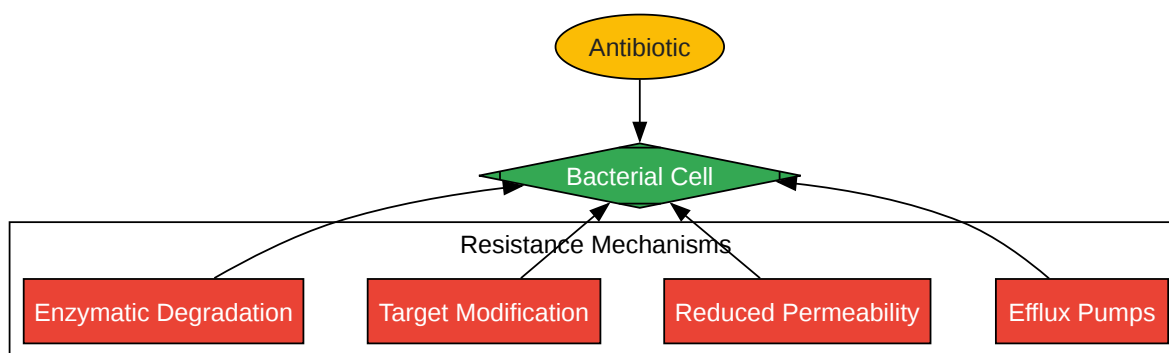 Antibiotic
Bacterial Cell
Resistance Mechanisms
Enzymatic Degradation
Target Modification
Reduced Permeability
Efflux Pumps